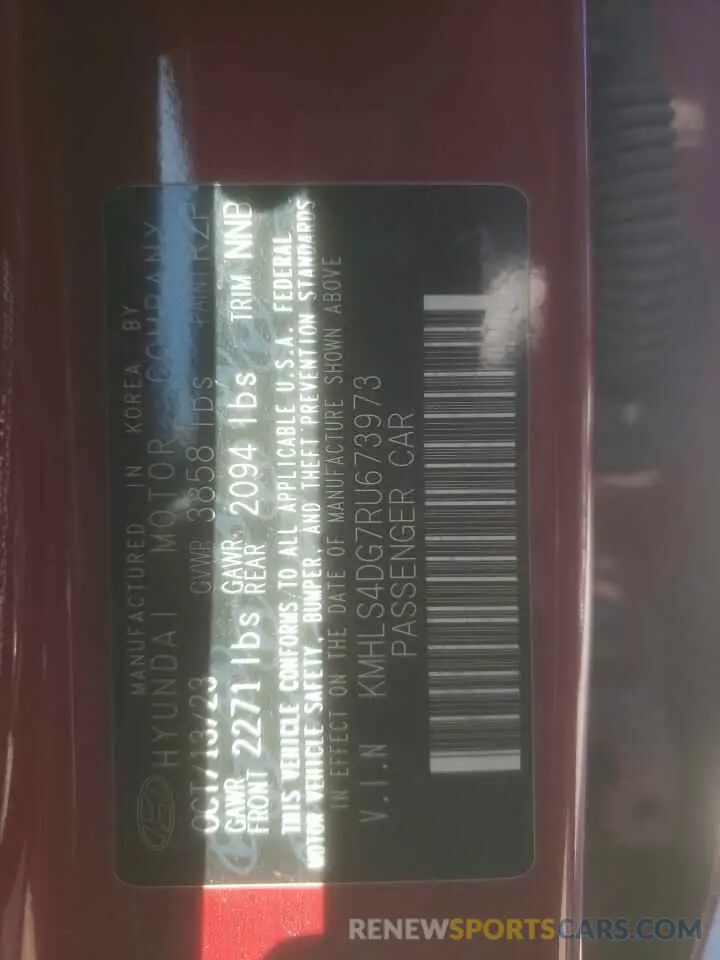 MANUFACTURED IN KOREA BY
HYUNDAI MOTOR COMPANY
OCT/13/23 GVWR 3858 lbs PAINT R2P
GAWR FRONT 2271 lbs GAWR REAR 2094 lbs TRIM NNB
THIS VEHICLE CONFORMS TO ALL APPLICABLE U.S.A. FEDERAL
MOTOR VEHICLE SAFETY, BUMPER, AND THEFT PREVENTION STANDARDS
IN EFFECT ON THE DATE OF MANUFACTURE SHOWN ABOVE
V.I.N KMHLS4DG7RU673973
PASSENGER CAR
RENEWSPORTSCARS.COM